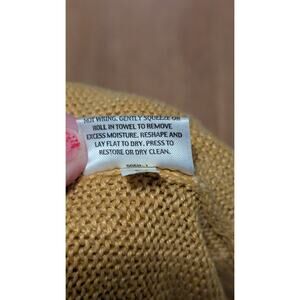 NOT WRING. GENTLY SQUEEZE OR
ROLL IN TOWEL TO REMOVE
EXCESS MOISTURE. RESHAPE AND
LAY FLAT TO DRY. PRESS TO
RESTORE OR DRY CLEAN.